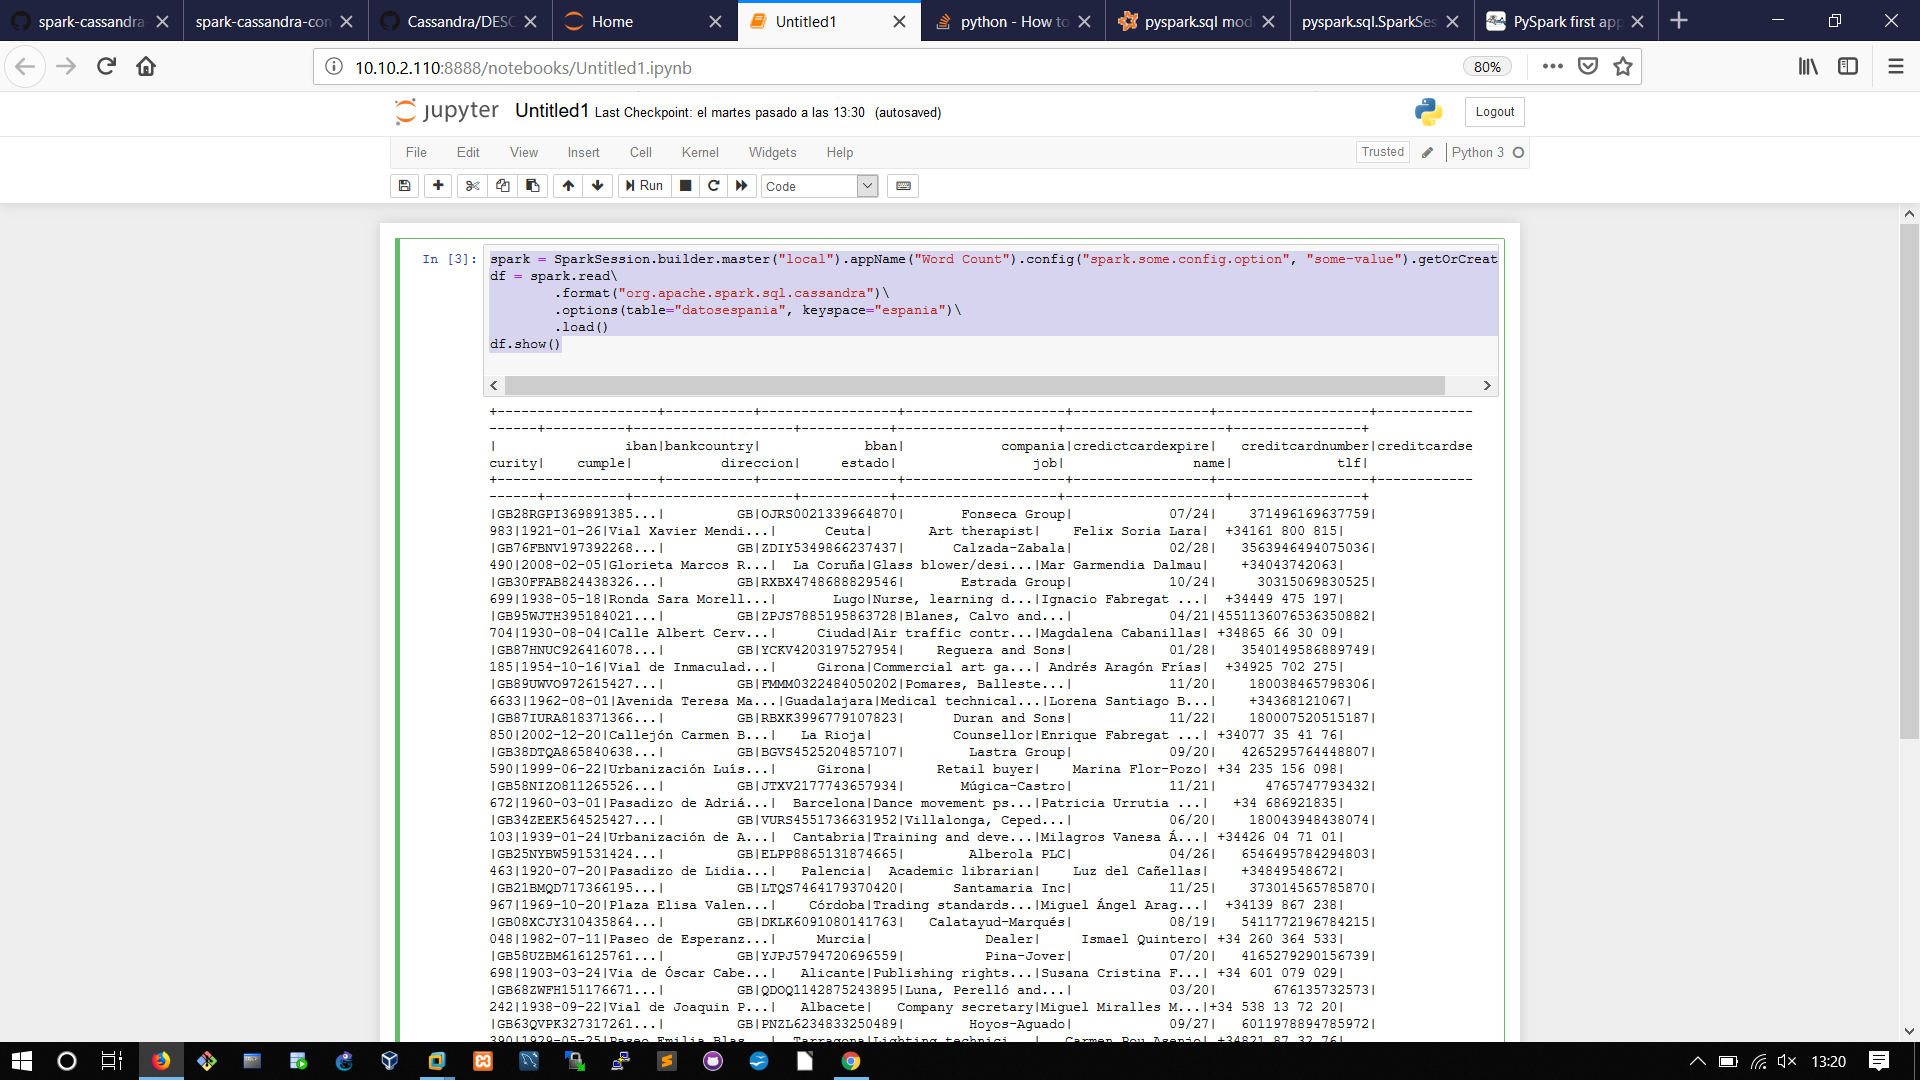 spark-cassandra-
spark-cassandra-con
Cassandra/DESC
Home
Untitled1
python - How to
pyspark.sql mod
pyspark.sql.SparkSes
PySpark first app
10.10.2.110:8888/notebooks/Untitled1.ipynb
80%
jupyter Untitled1 Last Checkpoint: el martes pasado a las 13:30 (autosaved)
Logout
File Edit View Insert Cell Kernel Widgets Help
Trusted
Python 3
Run
Code
In [3]: spark = SparkSession.builder.master("local").appName("Word Count").config("spark.some.config.option", "some-value").getOrCreat
df = spark.read\
.format("org.apache.spark.sql.cassandra")\
.options(table="datosespania", keyspace="espania")\
.load()
df.show()
+--------------------+-----------+-----------------+--------------------+-----------------+-------------------+------------
------+----------+--------------------+-----------+--------------------+--------------------+----------------+
| iban|bankcountry| bban| compania|credictcardexpire| creditcardnumber|creditcardse
curity| cumple| direccion| estado| job| name| tlf|
+--------------------+-----------+-----------------+--------------------+-----------------+-------------------+------------
------+----------+--------------------+-----------+--------------------+--------------------+----------------+
|GB28RGPI369891385...| GB|OJRS0021339664870| Fonseca Group| 07/24| 371496169637759|
983|1921-01-26|Vial Xavier Mendi...| Ceuta| Art therapist| Felix Soria Lara| +34161 800 815|
|GB76FBNV197392268...| GB|ZDIY5349866237437| Calzada-Zabala| 02/28| 3563946494075036|
490|2008-02-05|Glorieta Marcos R...| La Coruña|Glass blower/desi...|Mar Garmendia Dalmau| +34043742063|
|GB30FFAB824438326...| GB|RXBX4748688829546| Estrada Group| 10/24| 30315069830525|
699|1938-05-18|Ronda Sara Morell...| Lugo|Nurse, learning d...|Ignacio Fabregat ...| +34449 475 197|
|GB95WJTH395184021...| GB|ZPJS7885195863728|Blanes, Calvo and...| 04/21|4551136076536350882|
704|1930-08-04|Calle Albert Cerv...| Ciudad|Air traffic contr...|Magdalena Cabanillas| +34865 66 30 09|
|GB87HNUC926416078...| GB|YCKV4203197527954| Reguera and Sons| 01/28| 3540149586889749|
185|1954-10-16|Vial de Inmaculad...| Girona|Commercial art ga...| Andrés Aragón Frías| +34925 702 275|
|GB89UWVO972615427...| GB|FMMM0322484050202|Pomares, Balleste...| 11/20| 180038465798306|
6633|1962-08-01|Avenida Teresa Ma...|Guadalajara|Medical technical...|Lorena Santiago B...| +34368121067|
|GB87IURA818371366...| GB|RBXK3996779107823| Duran and Sons| 11/22| 180007520515187|
850|2002-12-20|Callejón Carmen B...| La Rioja| Counsellor|Enrique Fabregat ...| +34077 35 41 76|
|GB38DTQA865840638...| GB|BGVS4525204857107| Lastra Group| 09/20| 4265295764448807|
590|1999-06-22|Urbanización Luís...| Girona| Retail buyer| Marina Flor-Pozo| +34 235 156 098|
|GB58NIZO811265526...| GB|JTXV2177743657934| Múgica-Castro| 11/21| 4765747793432|
672|1960-03-01|Pasadizo de Adriá...| Barcelona|Dance movement ps...|Patricia Urrutia ...| +34 686921835|
|GB34ZEEK564525427...| GB|VURS4551736631952|Villalonga, Ceped...| 06/20| 180043948438074|
103|1939-01-24|Urbanización de A...| Cantabria|Training and deve...|Milagros Vanesa Á...| +34426 04 71 01|
|GB25NYBW591531424...| GB|ELPP8865131874665| Alberola PLC| 04/26| 6546495784294803|
463|1920-07-20|Pasadizo de Lidia...| Palencia| Academic librarian| Luz del Cañellas| +34849548672|
|GB21BMQD717366195...| GB|LTQS7464179370420| Santamaria Inc| 11/25| 373014565785870|
967|1969-10-20|Plaza Elisa Valen...| Córdoba|Trading standards...|Miguel Ángel Arag...| +34139 867 238|
|GB08XCJY310435864...| GB|DKLK6091080141763| Calatayud-Marqués| 08/19| 5411772196784215|
048|1982-07-11|Paseo de Esperanz...| Murcia| Dealer| Ismael Quintero| +34 260 364 533|
|GB58UZBM616125761...| GB|YJPJ5794720696559| Pina-Jover| 07/20| 4165279290156739|
698|1903-03-24|Via de Óscar Cabe...| Alicante|Publishing rights...|Susana Cristina F...| +34 601 079 029|
|GB68ZWFH151176671...| GB|QDOQ1142875243895|Luna, Perelló and...| 03/20| 676135732573|
242|1938-09-22|Vial de Joaquin P...| Albacete| Company secretary|Miguel Miralles M...|+34 538 13 72 20|
|GB63QVPK327317261...| GB|PNZL6234833250489| Hoyos-Aguado| 09/27| 6011978894785972|
390|1929-05-25|Paseo Emilia Blas...| Tarragona|Lighting technici...| Carmen Pou Asenjo| +34821 87 32 76|
13:20